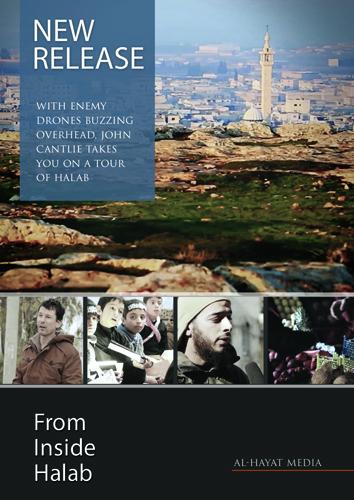 NEW
RELEASE
WITH ENEMY
DRONES BUZZING
OVERHEAD, JOHN
CANTLIE TAKES
YOU ON A TOUR
OF HALAB
From
Inside
Halab
AL-HAYAT MEDIA